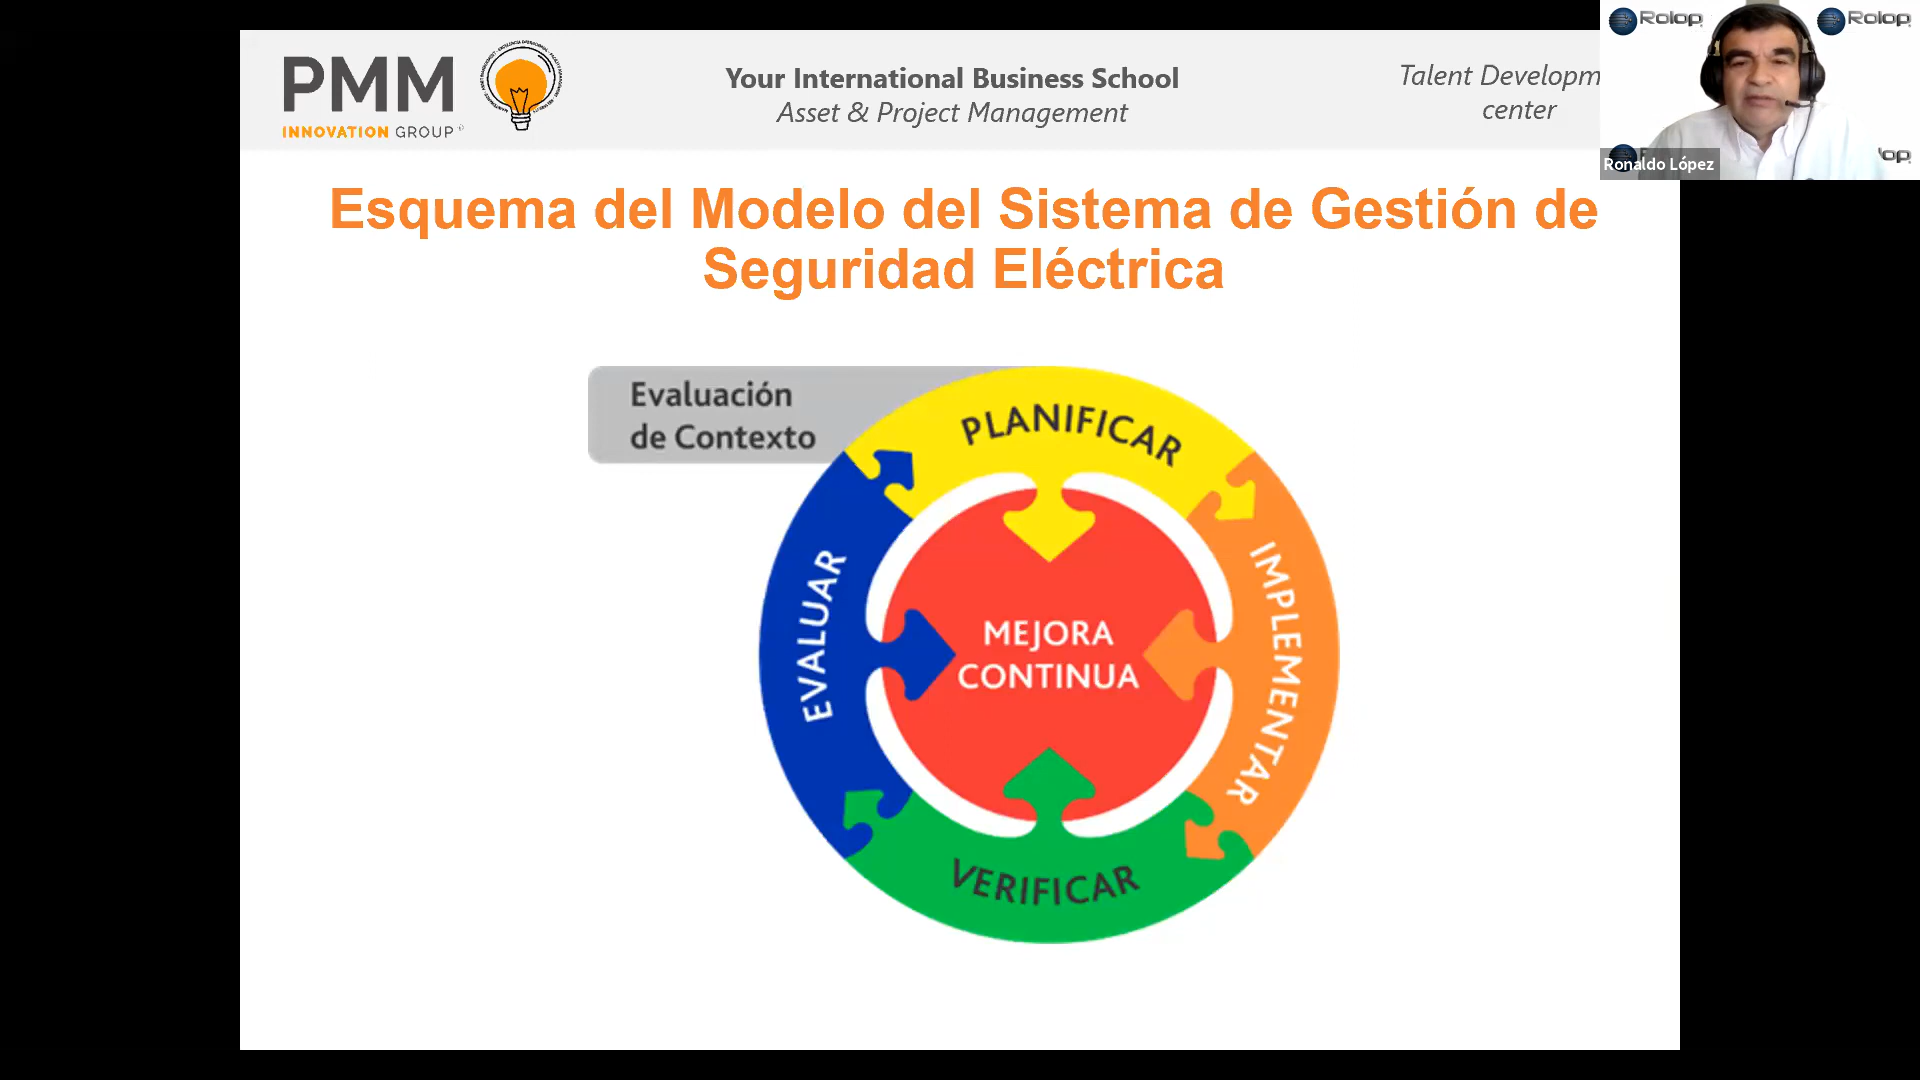 PMM
INNOVATION GROUP
Your International Business School
Asset & Project Management
Talent Developm
center
Rolop
Rolop
op
Ronaldo López
Esquema del Modelo del Sistema de Gestión de
Seguridad Eléctrica
Evaluación
de Contexto
PLANIFICAR
IMPLEMENTAR
EVALUAR
MEJORA
CONTINUA
VERIFICAR